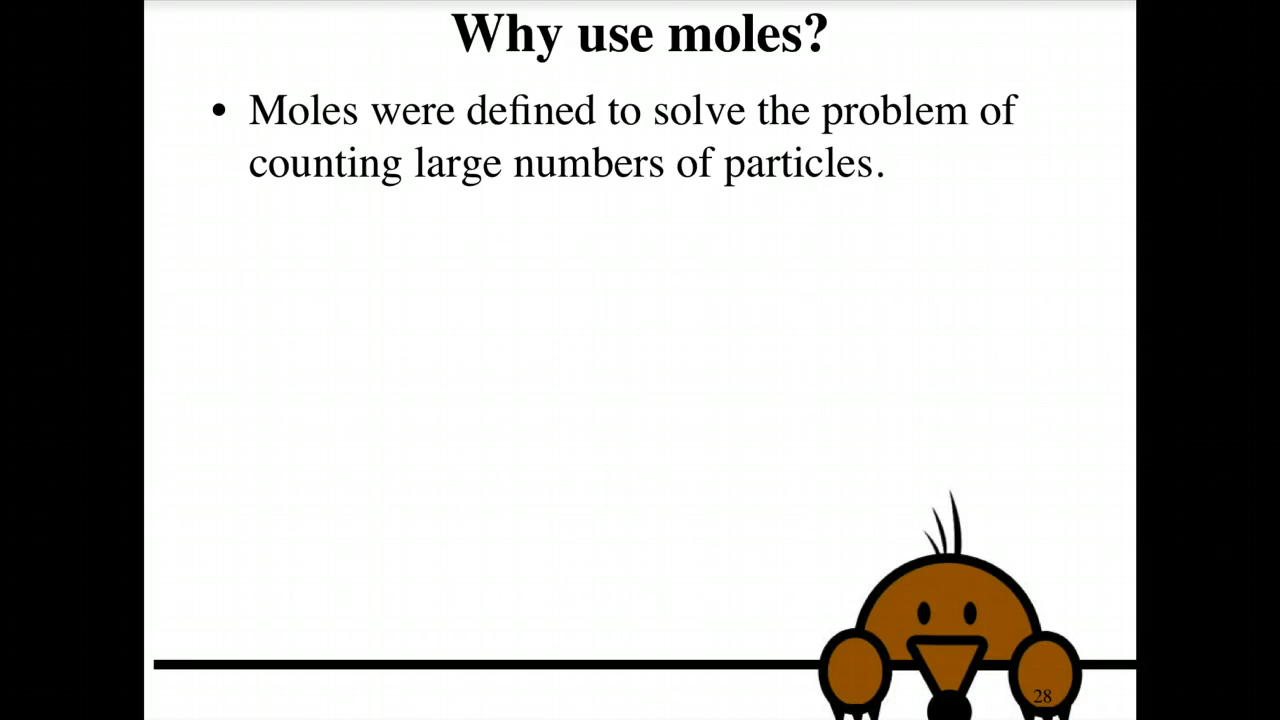 Why use moles?
• Moles were defined to solve the problem of
counting large numbers of particles.
28